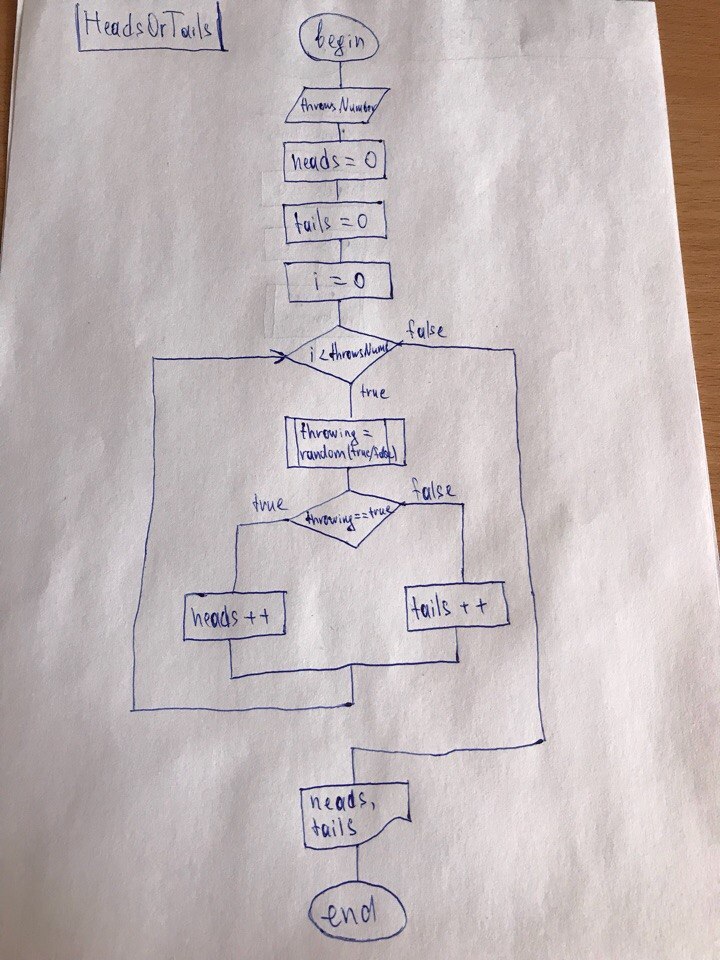 HeadsOrTails
begin
throwsNumber
heads = 0
tails = 0
i = 0
i < throwsNumb
false
true
throwing =
random(true/false)
true
false
throwing==true
heads ++
tails ++
heads,
tails
end